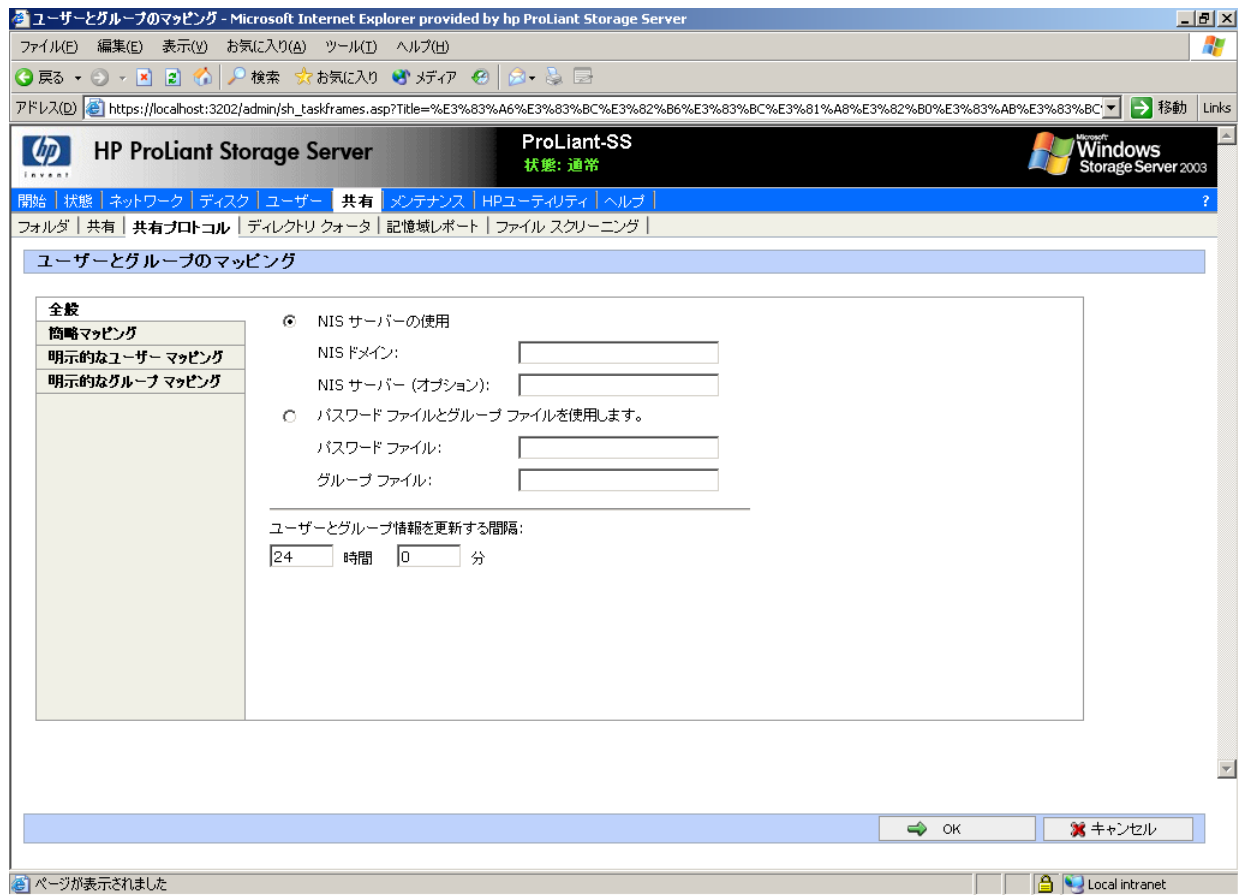 ユーザーとグループのマッピング - Microsoft Internet Explorer provided by hp ProLiant Storage Server
ファイル(F) 編集(E) 表示(V) お気に入り(A) ツール(T) ヘルプ(H)
戻る 検索 お気に入り メディア
アドレス(D) https://localhost:3202/admin/sh_taskframes.asp?Title=%E3%83%A6%E3%83%BC%E3%82%B6%E3%83%BC%E3%81%A8%E3%82%B0%E3%83%AB%E3%83%BC 移動 Links
hp invent HP ProLiant Storage Server
ProLiant-SS
状態: 通常
Microsoft Windows Storage Server 2003
開始 | 状態 | ネットワーク | ディスク | ユーザー | 共有 | メンテナンス | HPユーティリティ | ヘルプ | ?
フォルダ | 共有 | 共有プロトコル | ディレクトリ クォータ | 記憶域レポート | ファイル スクリーニング |
ユーザーとグループのマッピング
全般
簡略マッピング
明示的なユーザー マッピング
明示的なグループ マッピング
NIS サーバーの使用
NIS ドメイン:
NIS サーバー (オプション):
パスワード ファイルとグループ ファイルを使用します。
パスワード ファイル:
グループ ファイル:
ユーザーとグループ情報を更新する間隔:
24 時間 0 分
OK キャンセル
ページが表示されました Local intranet